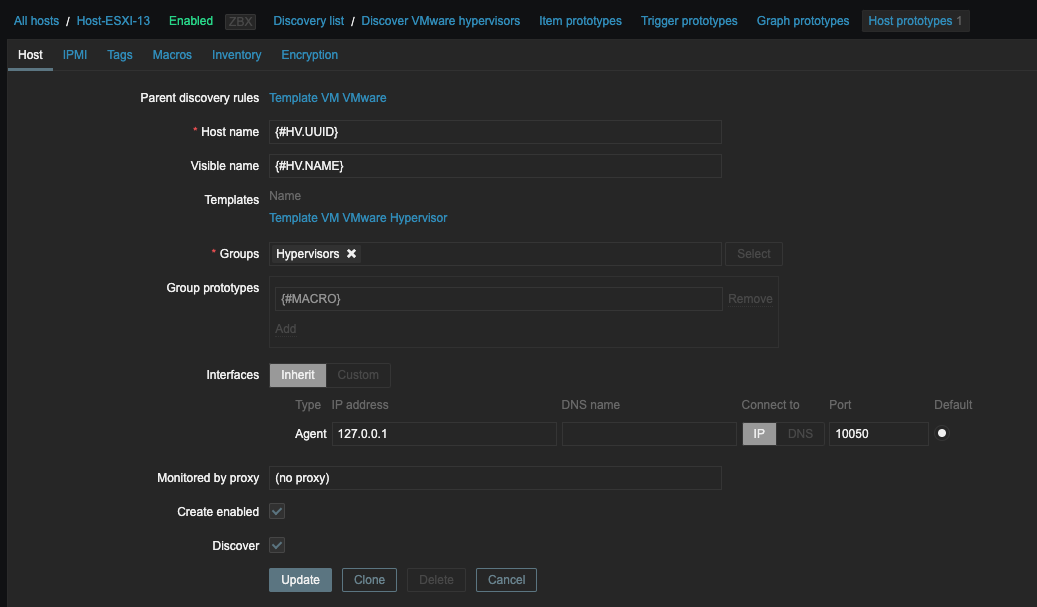 All hosts / Host-ESXI-13 Enabled ZBX Discovery list / Discover VMware hypervisors Item prototypes Trigger prototypes Graph prototypes Host prototypes 1
Host IPMI Tags Macros Inventory Encryption
Parent discovery rules Template VM VMware
* Host name {#HV.UUID}
Visible name {#HV.NAME}
Templates Name
Template VM VMware Hypervisor
* Groups Hypervisors ✖ Select
Group prototypes
{#MACRO} Remove
Add
Interfaces Inherit Custom
Type IP address DNS name Connect to Port Default
Agent 127.0.0.1 IP DNS 10050
Monitored by proxy (no proxy)
Create enabled
Discover
Update Clone Delete Cancel